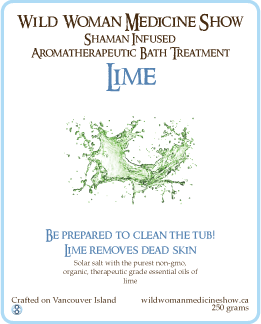 Wild Woman Medicine Show
Shaman Infused
Aromatherapeutic Bath Treatment
Lime
Be prepared to clean the tub!
Lime removes dead skin
Solar salt with the purest non-gmo,
organic, therapeutic grade essential oils of
lime
Crafted on Vancouver Island wildwomanmedicineshow.ca
250 grams